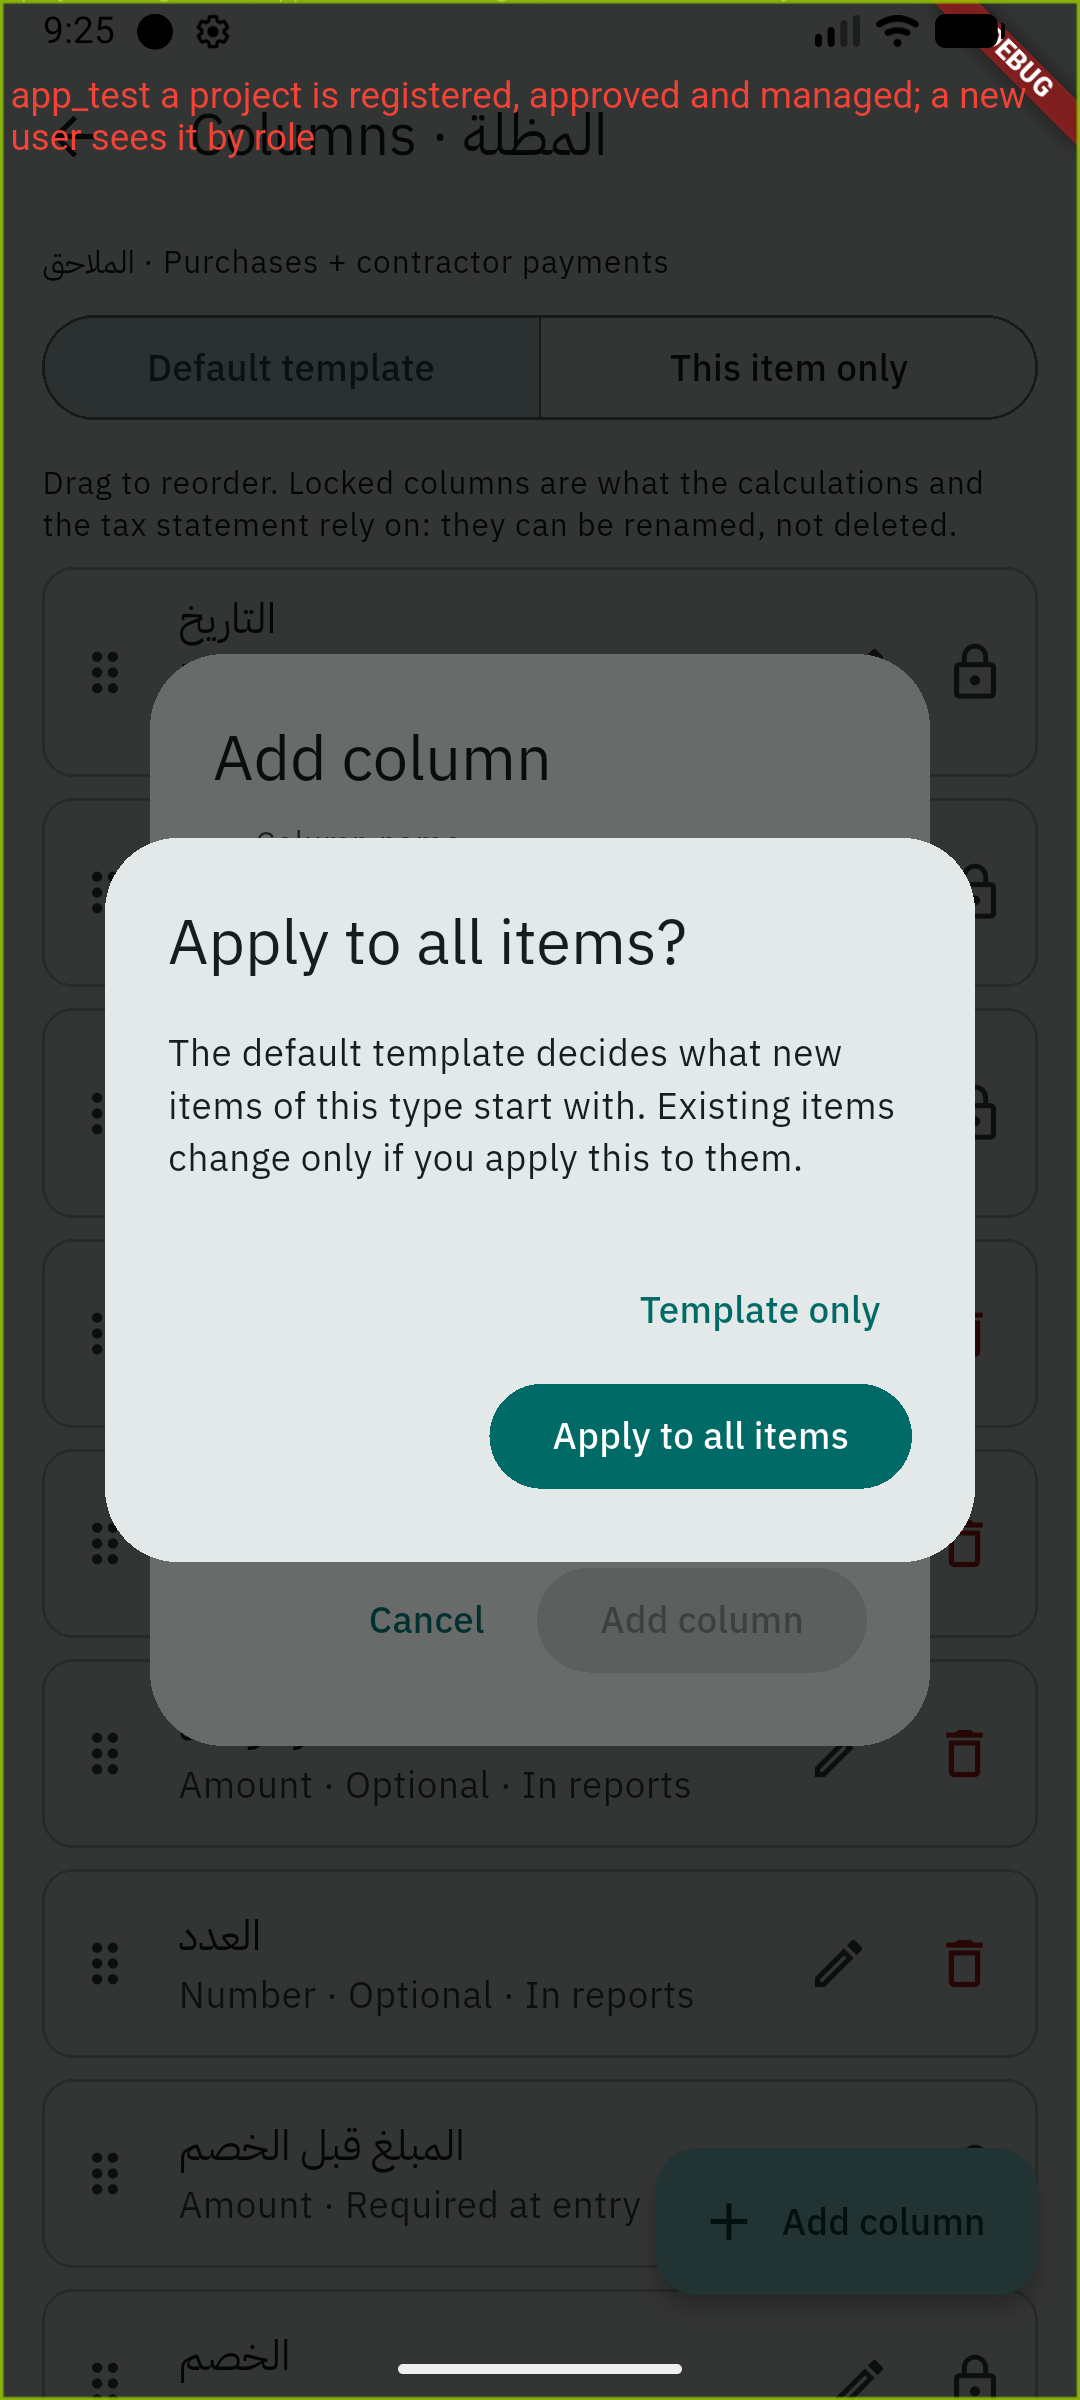 9:25
DEBUG
app_test a project is registered, approved and managed; a new
user sees it by role
Columns · المظلة
الملاحق · Purchases + contractor payments
Default template
This item only
Drag to reorder. Locked columns are what the calculations and
the tax statement rely on: they can be renamed, not deleted.
التاريخ
Add column
Column name
Apply to all items?
The default template decides what new
items of this type start with. Existing items
change only if you apply this to them.
Template only
Apply to all items
Cancel
Add column
Amount · Optional · In reports
العدد
Number · Optional · In reports
المبلغ قبل الخصم
Amount · Required at entry
Add column
الخصم